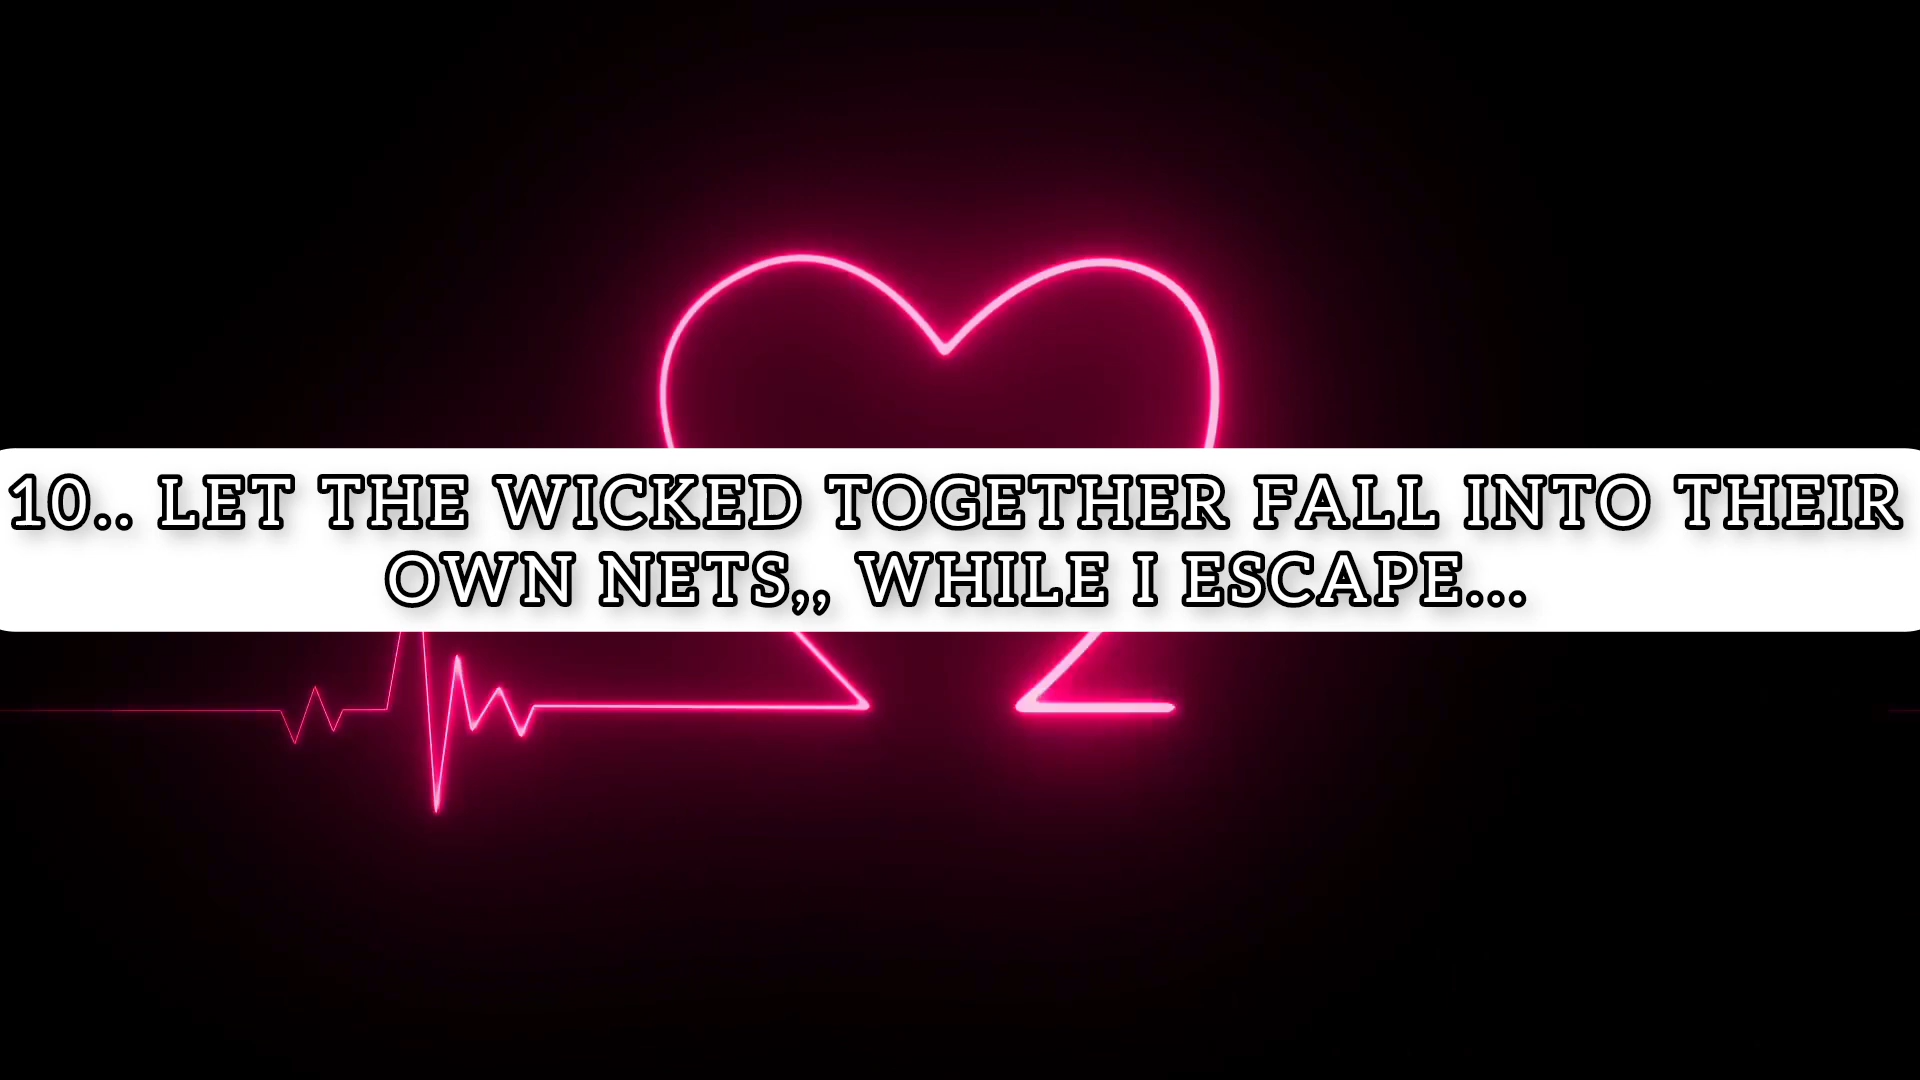 10.. LET THE WICKED TOGETHER FALL INTO THEIR
OWN NETS,, WHILE I ESCAPE...